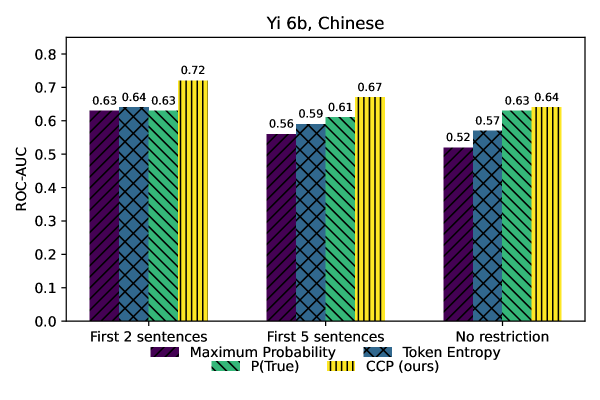 Yi 6b, Chinese
ROC-AUC
0.8
0.7
0.6
0.5
0.4
0.3
0.2
0.1
0.0
0.63 0.64 0.63 0.72
0.56 0.59 0.61 0.67
0.52 0.57 0.63 0.64
First 2 sentences First 5 sentences No restriction
Maximum Probability Token Entropy
P(True) CCP (ours)